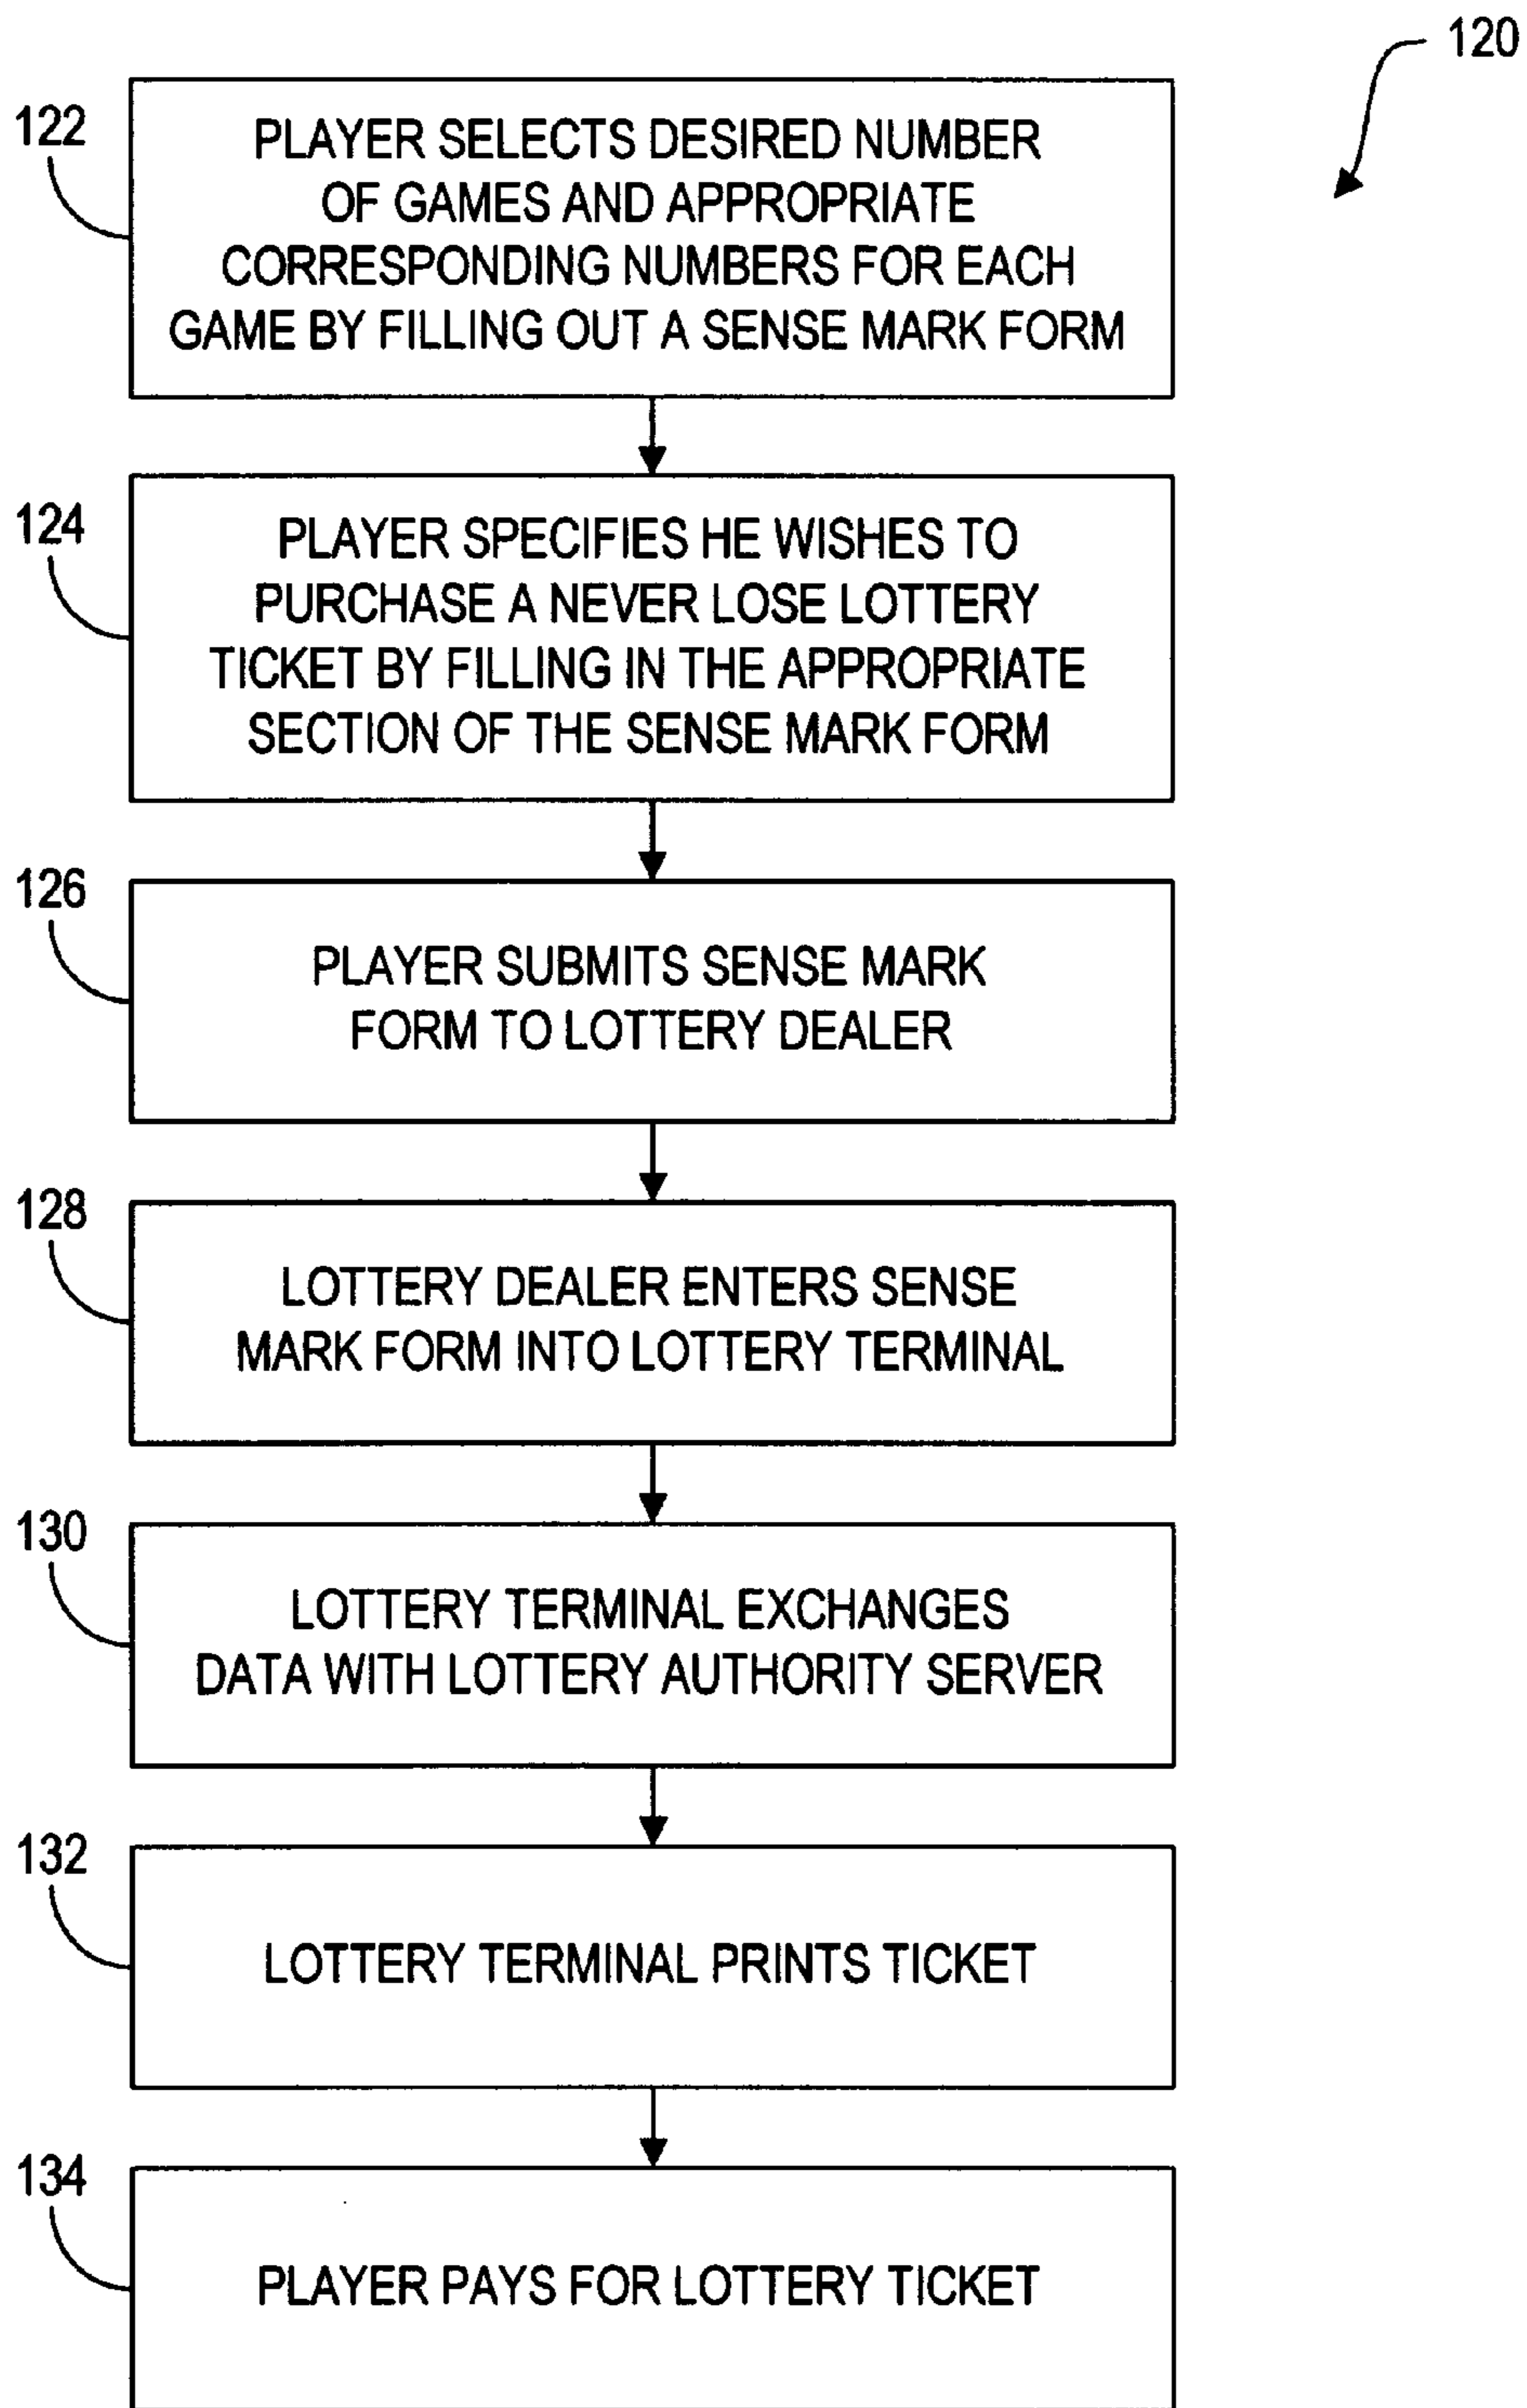 120
122
PLAYER SELECTS DESIRED NUMBER
OF GAMES AND APPROPRIATE
CORRESPONDING NUMBERS FOR EACH
GAME BY FILLING OUT A SENSE MARK FORM
124
PLAYER SPECIFIES HE WISHES TO
PURCHASE A NEVER LOSE LOTTERY
TICKET BY FILLING IN THE APPROPRIATE
SECTION OF THE SENSE MARK FORM
126
PLAYER SUBMITS SENSE MARK
FORM TO LOTTERY DEALER
128
LOTTERY DEALER ENTERS SENSE
MARK FORM INTO LOTTERY TERMINAL
130
LOTTERY TERMINAL EXCHANGES
DATA WITH LOTTERY AUTHORITY SERVER
132
LOTTERY TERMINAL PRINTS TICKET
134
PLAYER PAYS FOR LOTTERY TICKET